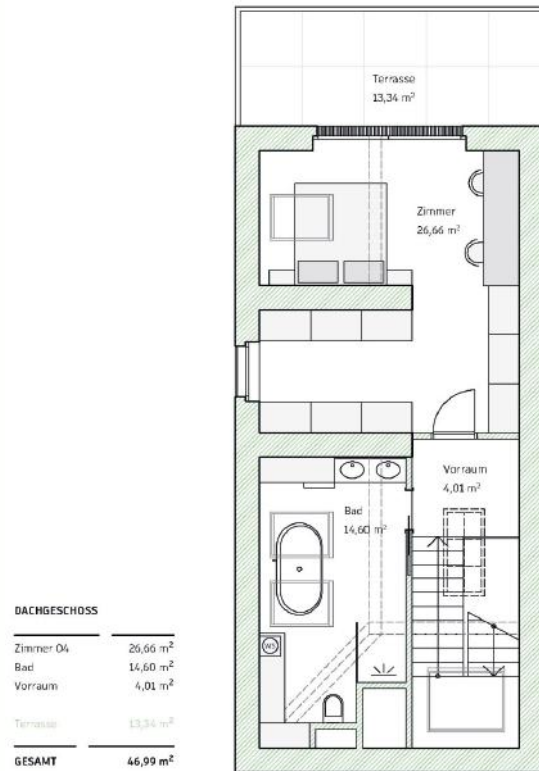 Terrasse
13,34 m²
Zimmer
26,66 m²
Vorraum
4,01 m²
Bad
14,60 m²
WS
DACHGESCHOSS
Zimmer 04 26,66 m²
Bad 14,60 m²
Vorraum 4,01 m²
Terrasse 13,34 m²
GESAMT 46,99 m²